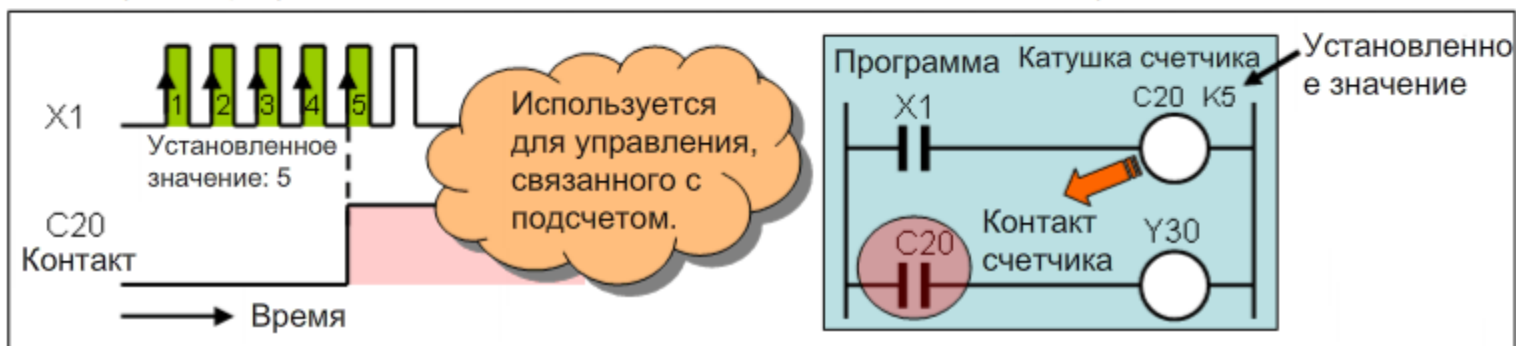 X1
1 2 3 4 5
Установленное
значение: 5
C20
Контакт
Время
Используется
для управления,
связанного с
подсчетом.
Программа
Катушка счетчика
Установленно
е значение
X1
C20 K5
Контакт
счетчика
C20
Y30